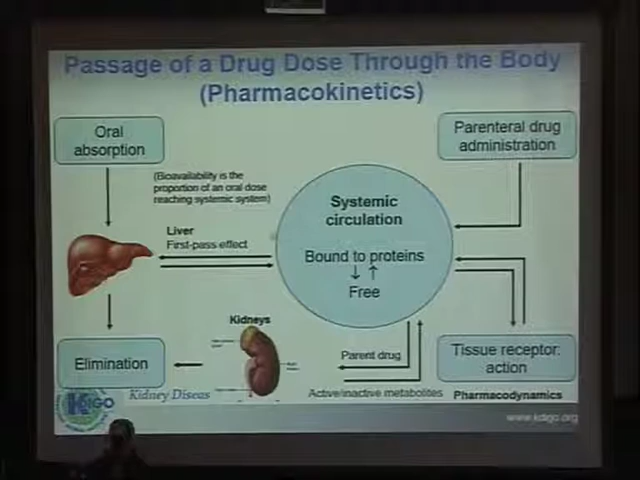 Passage of a Drug Dose Through the Body
(Pharmacokinetics)
Oral
absorption
Parenteral drug
administration
(Bioavailability is the
proportion of an oral dose
reaching systemic system)
Systemic
circulation
Liver
First-pass effect
Bound to proteins
Free
Kidneys
Elimination
Parent drug
Tissue receptor
action
Active/inactive metabolites
Pharmacodynamics
KDIGO
Kidney Diseas
www.kdigo.org